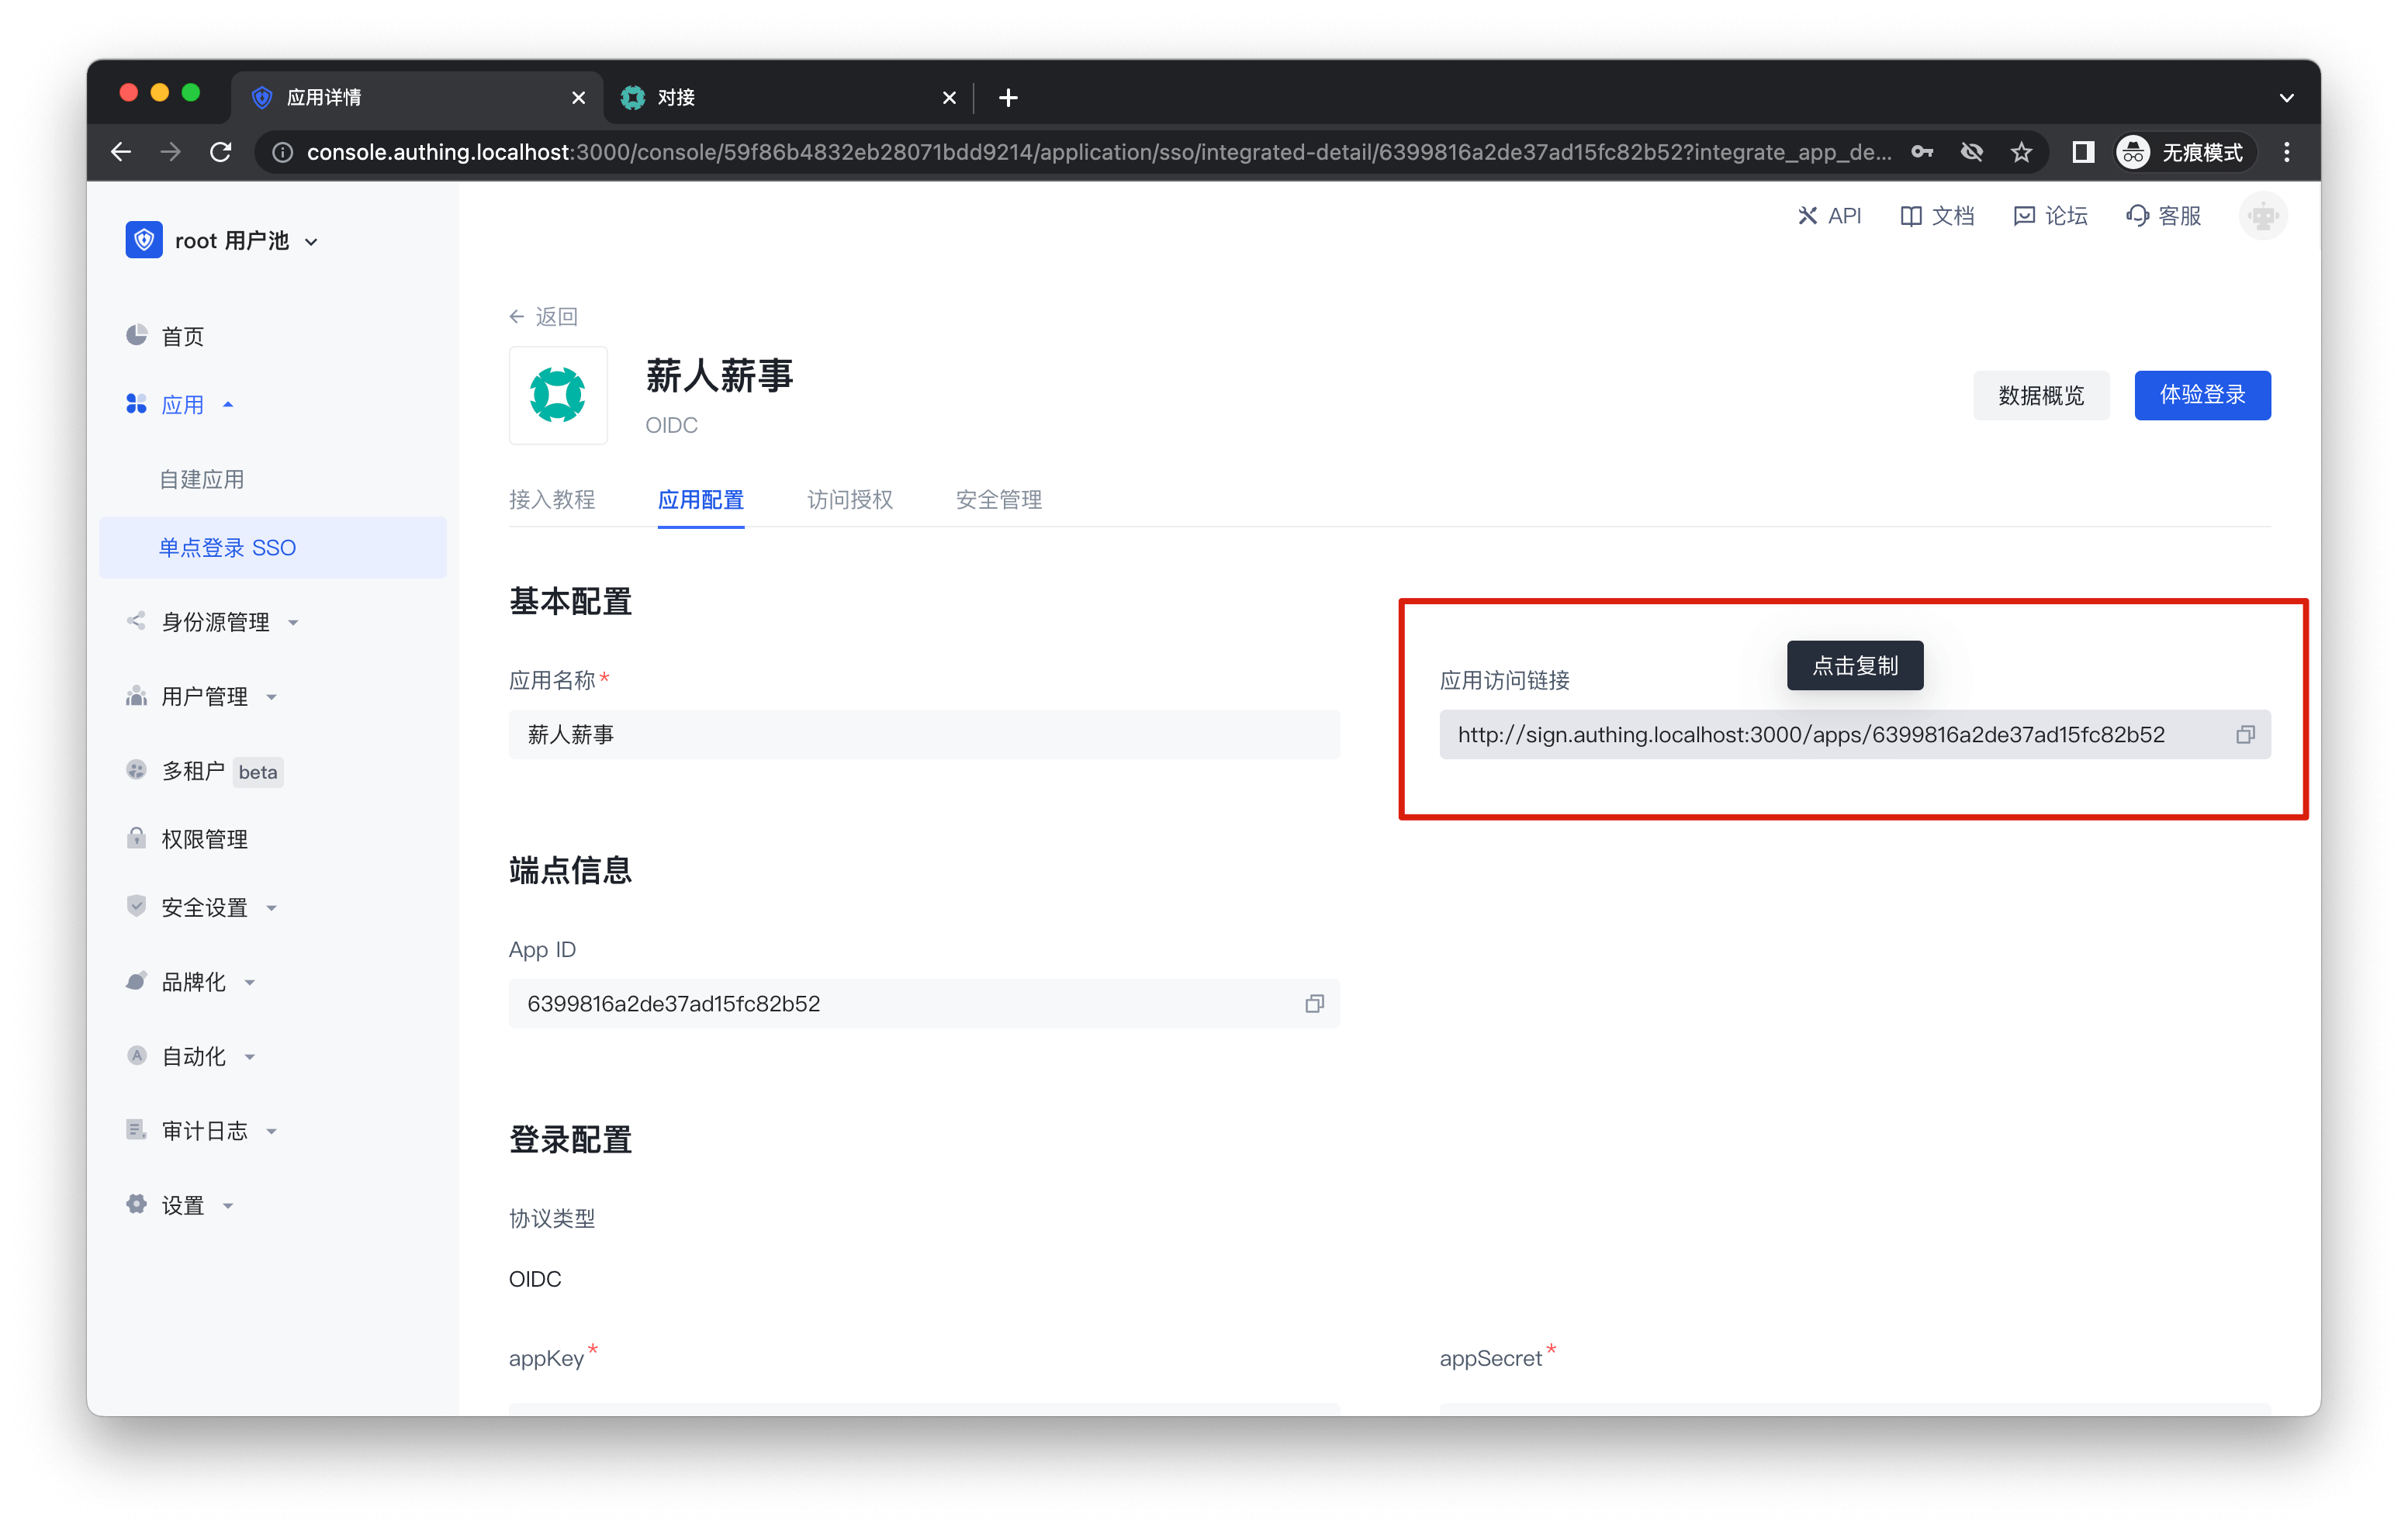 应用详情
对接
console.authing.localhost:3000/console/59f86b4832eb28071bdd9214/application/sso/integrated-detail/6399816a2de37ad15fc82b52?integrate_app_de...
无痕模式
root 用户池
API
文档
论坛
客服
首页
应用
自建应用
单点登录 SSO
身份源管理
用户管理
多租户 beta
权限管理
安全设置
品牌化
自动化
审计日志
设置
返回
薪人薪事
OIDC
数据概览
体验登录
接入教程
应用配置
访问授权
安全管理
基本配置
应用名称*
薪人薪事
应用访问链接
点击复制
http://sign.authing.localhost:3000/apps/6399816a2de37ad15fc82b52
端点信息
App ID
6399816a2de37ad15fc82b52
登录配置
协议类型
OIDC
appKey*
appSecret*